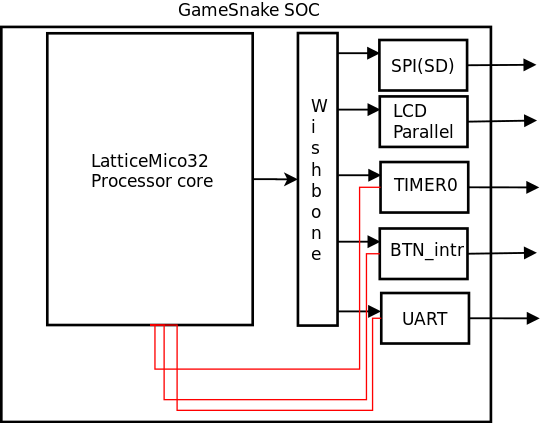 GameSnake SOC
LatticeMico32
Processor core
W
i
s
h
b
o
n
e
SPI(SD)
LCD
Parallel
TIMER0
BTN_intr
UART